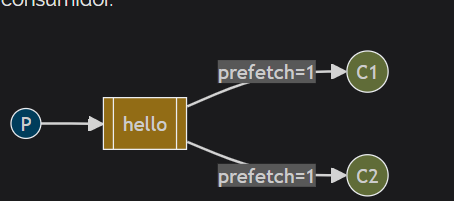 consumidor.
prefetch=1
C1
P
hello
prefetch=1
C2